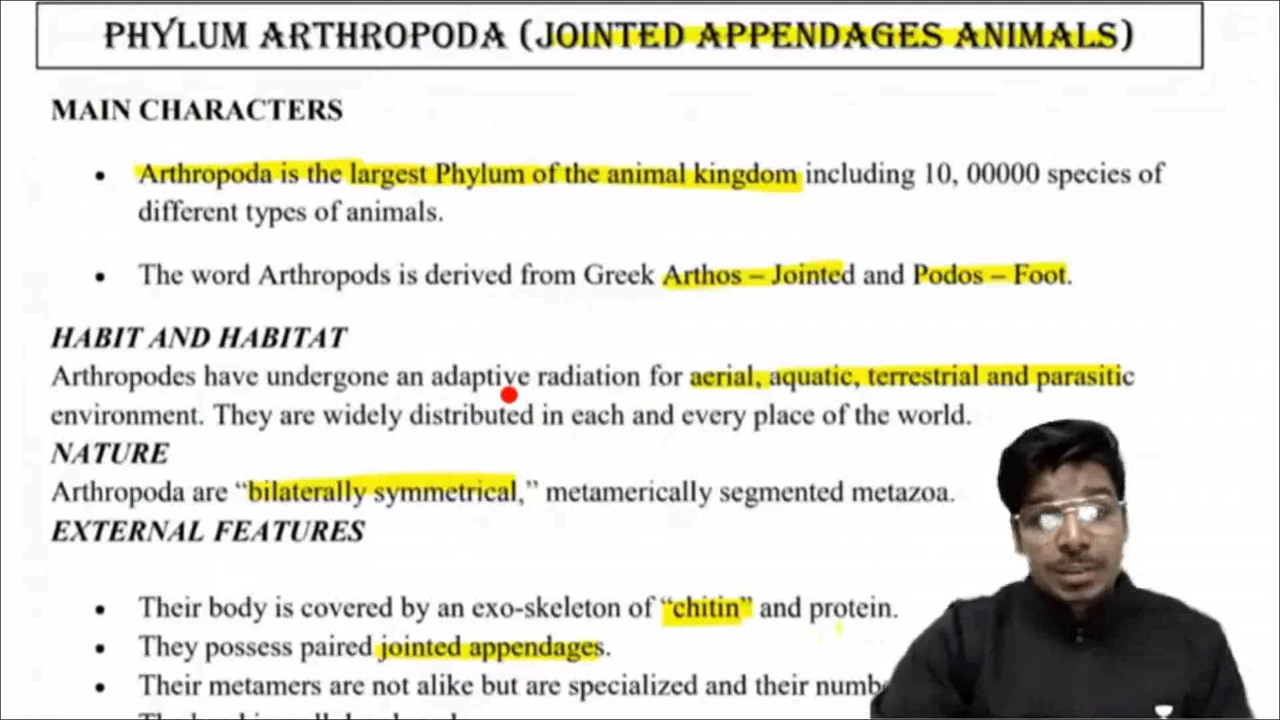 PHYLUM ARTHROPODA (JOINTED APPENDAGES ANIMALS)
MAIN CHARACTERS
• Arthropoda is the largest Phylum of the animal kingdom including 10, 00000 species of
different types of animals.
• The word Arthropods is derived from Greek Arthos – Jointed and Podos – Foot.
HABIT AND HABITAT
Arthropodes have undergone an adaptive radiation for aerial, aquatic, terrestrial and parasitic
environment. They are widely distributed in each and every place of the world.
NATURE
Arthropoda are “bilaterally symmetrical,” metamerically segmented metazoa.
EXTERNAL FEATURES
• Their body is covered by an exo-skeleton of “chitin” and protein.
• They possess paired jointed appendages.
• Their metamers are not alike but are specialized and their